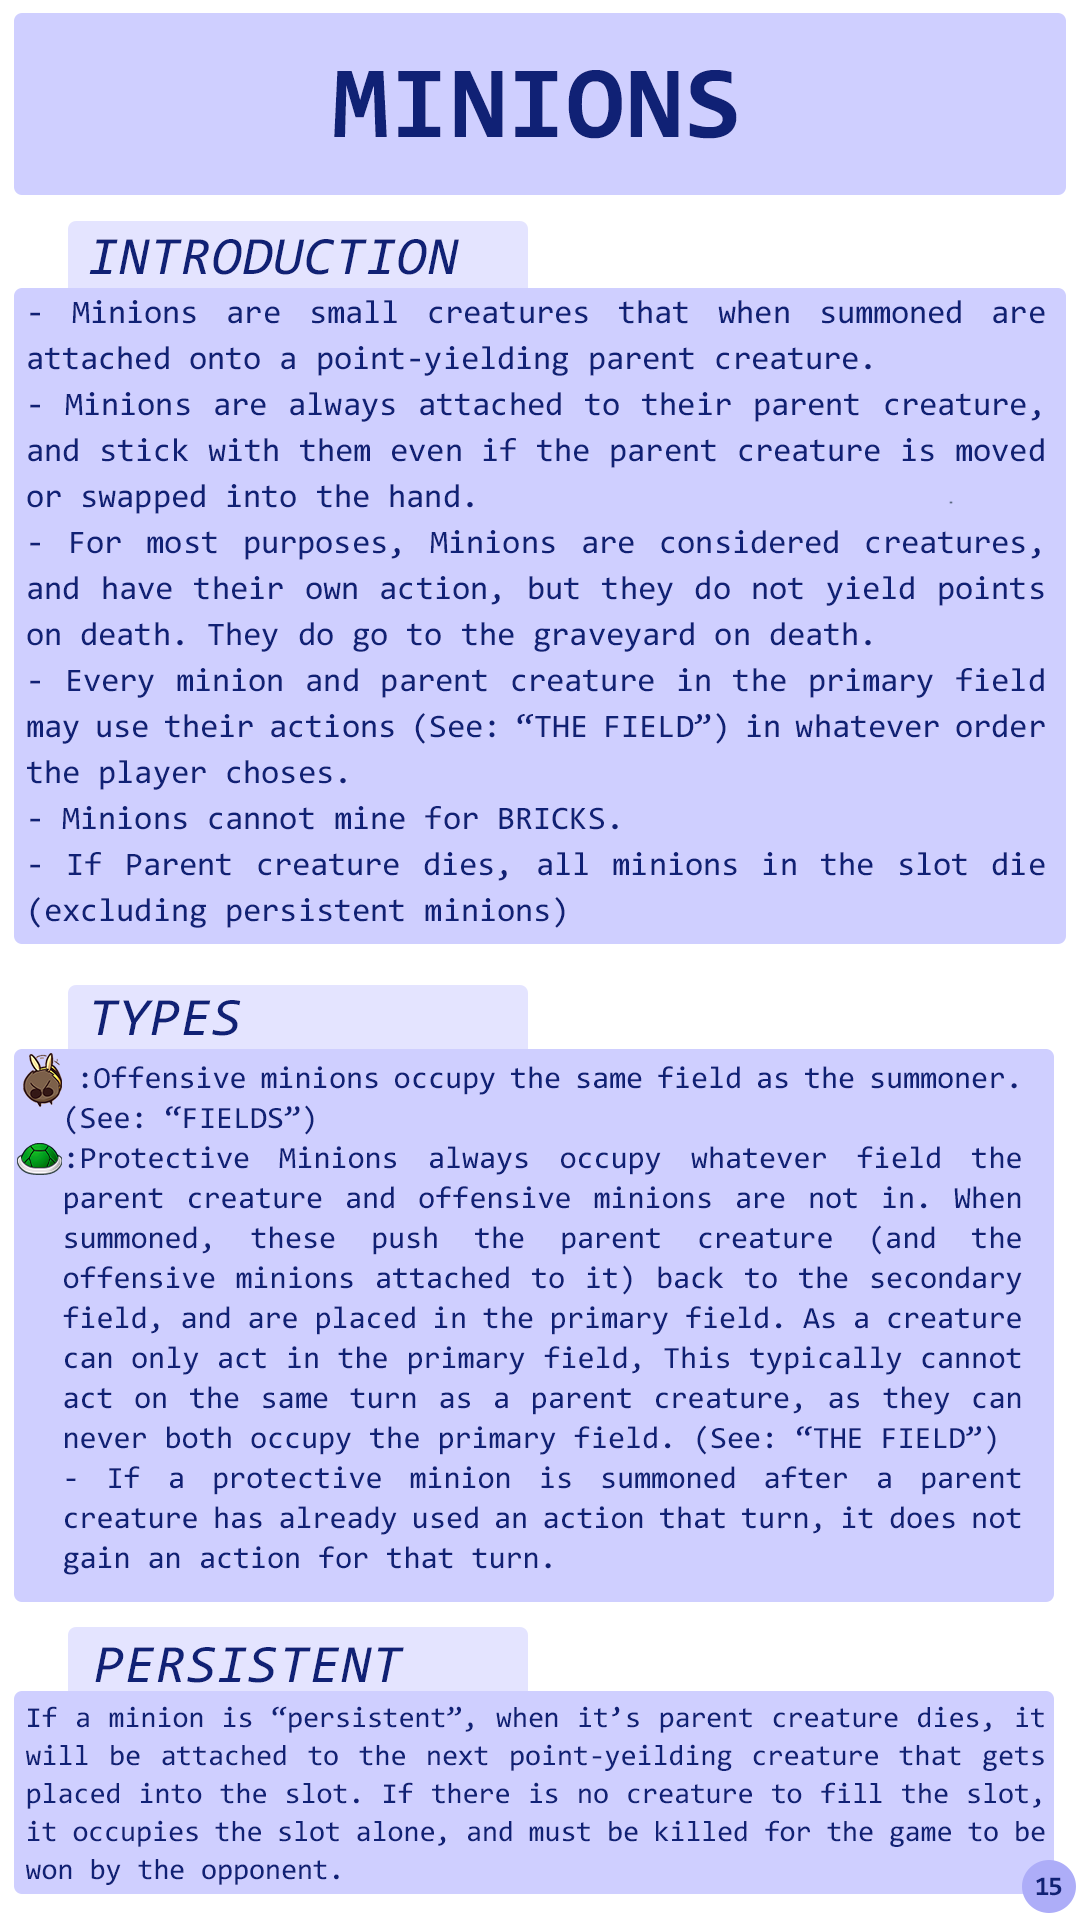 MINIONS
INTRODUCTION
- Minions are small creatures that when summoned are
attached onto a point-yielding parent creature.
- Minions are always attached to their parent creature,
and stick with them even if the parent creature is moved
or swapped into the hand.
- For most purposes, Minions are considered creatures,
and have their own action, but they do not yield points
on death. They do go to the graveyard on death.
- Every minion and parent creature in the primary field
may use their actions (See: “THE FIELD”) in whatever order
the player choses.
- Minions cannot mine for BRICKS.
- If Parent creature dies, all minions in the slot die
(excluding persistent minions)
TYPES
:Offensive minions occupy the same field as the summoner.
(See: “FIELDS”)
:Protective Minions always occupy whatever field the
parent creature and offensive minions are not in. When
summoned, these push the parent creature (and the
offensive minions attached to it) back to the secondary
field, and are placed in the primary field. As a creature
can only act in the primary field, This typically cannot
act on the same turn as a parent creature, as they can
never both occupy the primary field. (See: “THE FIELD”)
- If a protective minion is summoned after a parent
creature has already used an action that turn, it does not
gain an action for that turn.
PERSISTENT
If a minion is “persistent”, when it’s parent creature dies, it
will be attached to the next point-yeilding creature that gets
placed into the slot. If there is no creature to fill the slot,
it occupies the slot alone, and must be killed for the game to be
won by the opponent.
15